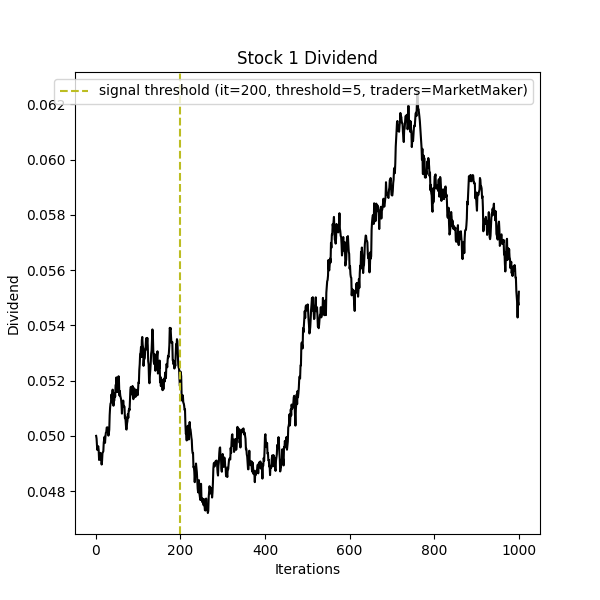 Stock 1 Dividend
signal threshold (it=200, threshold=5, traders=MarketMaker)
0.062
0.060
0.058
0.056
0.054
0.052
0.050
0.048
Dividend
0 200 400 600 800 1000
Iterations